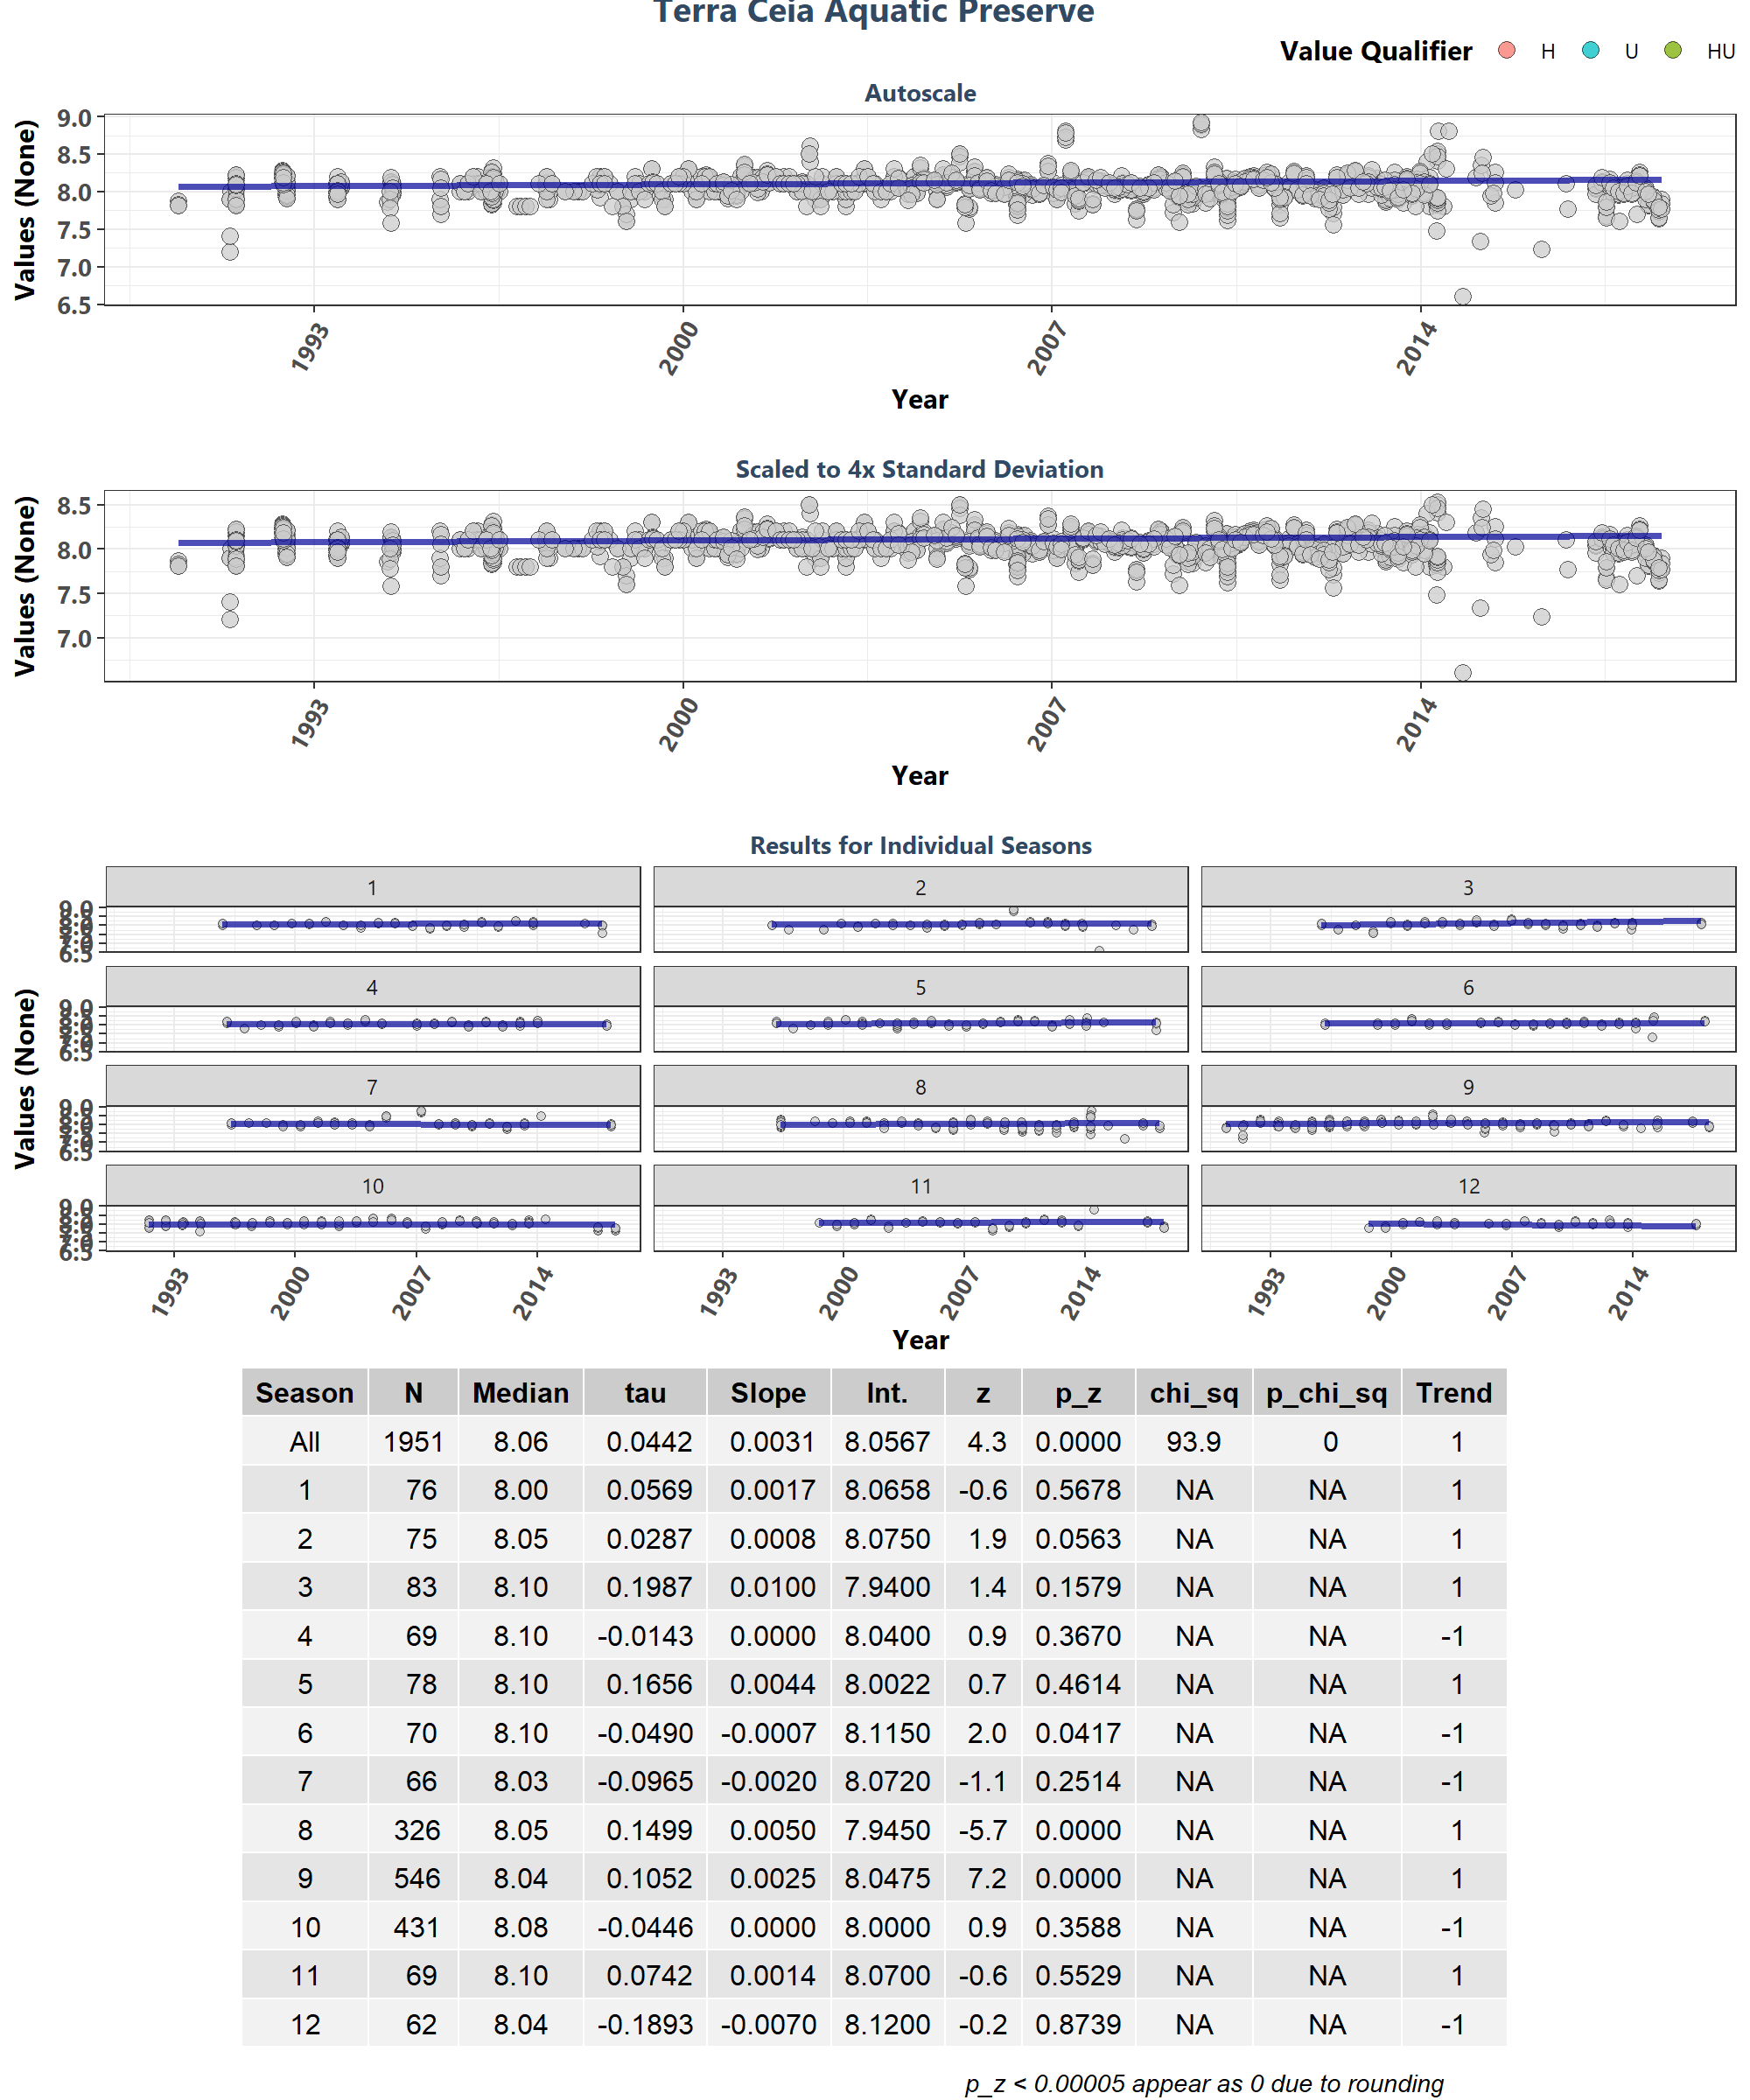 Terra Ceia Aquatic Preserve
Value Qualifier H U HU
Autoscale
Values (None)
9.0
8.5
8.0
7.5
7.0
6.5
1993 2000 2007 2014
Year
Scaled to 4x Standard Deviation
Values (None)
8.5
8.0
7.5
7.0
1993 2000 2007 2014
Year
Results for Individual Seasons
Values (None)
1 2 3
9.0
6.5
4 5 6
9.0
6.5
7 8 9
9.0
6.5
10 11 12
9.0
6.5
1993 2000 2007 2014 1993 2000 2007 2014 1993 2000 2007 2014
Year
Season N Median tau Slope Int. z p_z chi_sq p_chi_sq Trend
All 1951 8.06 0.0442 0.0031 8.0567 4.3 0.0000 93.9 0 1
1 76 8.00 0.0569 0.0017 8.0658 -0.6 0.5678 NA NA 1
2 75 8.05 0.0287 0.0008 8.0750 1.9 0.0563 NA NA 1
3 83 8.10 0.1987 0.0100 7.9400 1.4 0.1579 NA NA 1
4 69 8.10 -0.0143 0.0000 8.0400 0.9 0.3670 NA NA -1
5 78 8.10 0.1656 0.0044 8.0022 0.7 0.4614 NA NA 1
6 70 8.10 -0.0490 -0.0007 8.1150 2.0 0.0417 NA NA -1
7 66 8.03 -0.0965 -0.0020 8.0720 -1.1 0.2514 NA NA -1
8 326 8.05 0.1499 0.0050 7.9450 -5.7 0.0000 NA NA 1
9 546 8.04 0.1052 0.0025 8.0475 7.2 0.0000 NA NA 1
10 431 8.08 -0.0446 0.0000 8.0000 0.9 0.3588 NA NA -1
11 69 8.10 0.0742 0.0014 8.0700 -0.6 0.5529 NA NA 1
12 62 8.04 -0.1893 -0.0070 8.1200 -0.2 0.8739 NA NA -1
p_z < 0.00005 appear as 0 due to rounding